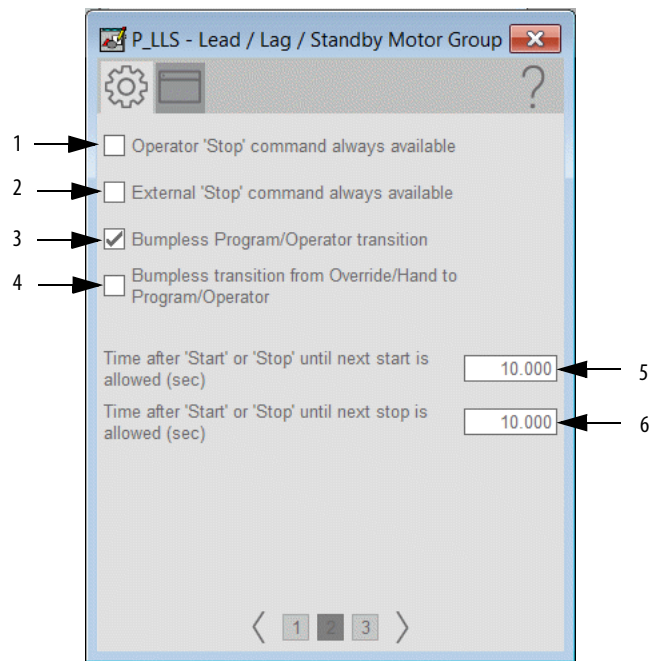 P_LLS - Lead / Lag / Standby Motor Group
?
1
Operator 'Stop' command always available
2
External 'Stop' command always available
3
Bumpless Program/Operator transition
4
Bumpless transition from Override/Hand to
Program/Operator
Time after 'Start' or 'Stop' until next start is
allowed (sec)
10.000
5
Time after 'Start' or 'Stop' until next stop is
allowed (sec)
10.000
6
1 2 3